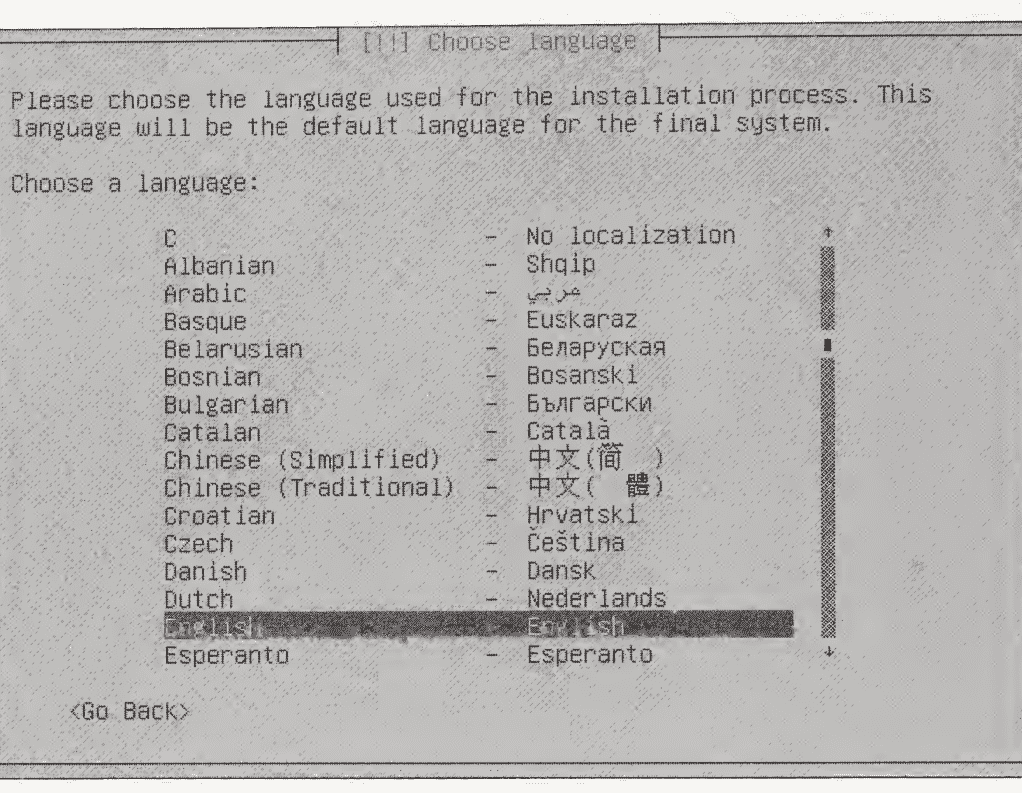 [!!] Choose language
Please choose the language used for the installation process. This
language will be the default language for the final system.
Choose a language:
C - No localization
Albanian - Shqip
Arabic - عربي
Basque - Euskaraz
Belarusian - Беларуская
Bosnian - Bosanski
Bulgarian - Български
Catalan - Català
Chinese (Simplified) - 中文(简 )
Chinese (Traditional) - 中文( 體)
Croatian - Hrvatski
Czech - Čeština
Danish - Dansk
Dutch - Nederlands
English - English
Esperanto - Esperanto
<Go Back>